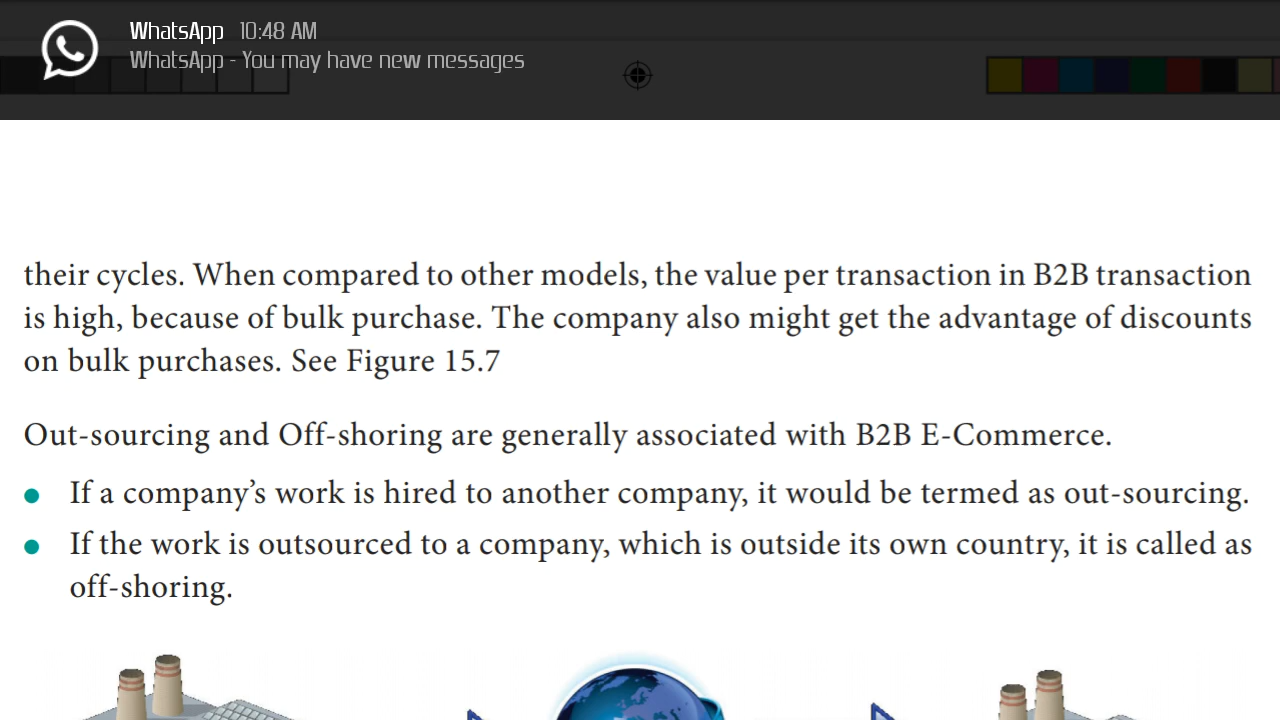 WhatsApp 10:48 AM
WhatsApp - You may have new messages
their cycles. When compared to other models, the value per transaction in B2B transaction
is high, because of bulk purchase. The company also might get the advantage of discounts
on bulk purchases. See Figure 15.7
Out-sourcing and Off-shoring are generally associated with B2B E-Commerce.
● If a company’s work is hired to another company, it would be termed as out-sourcing.
● If the work is outsourced to a company, which is outside its own country, it is called as
off-shoring.